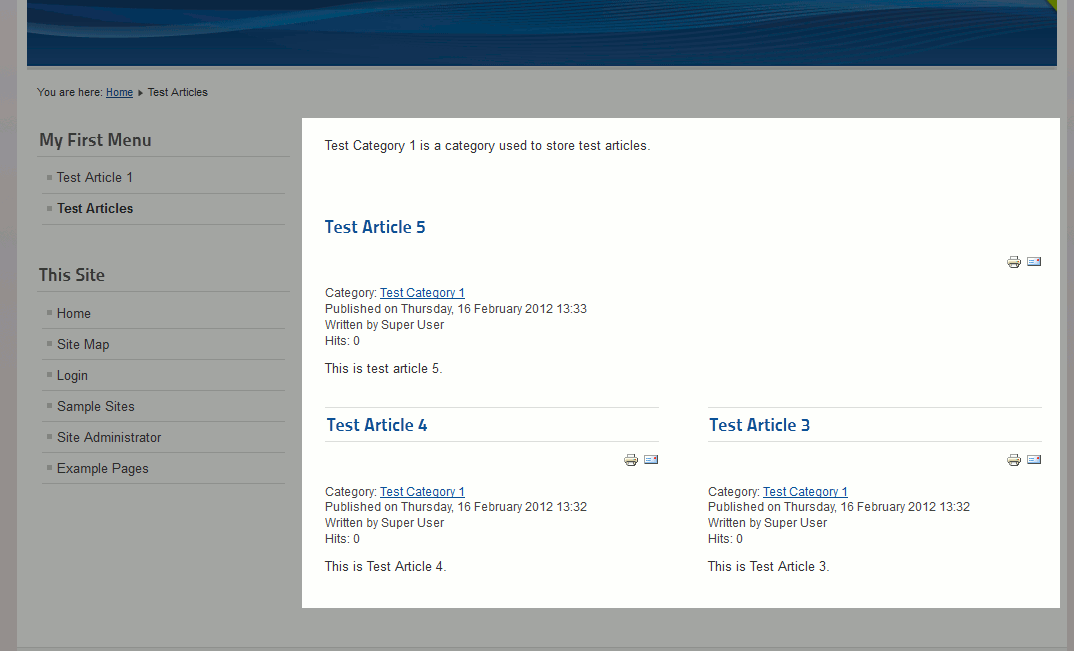 You are here: Home Test Articles
My First Menu
Test Article 1
Test Articles
This Site
Home
Site Map
Login
Sample Sites
Site Administrator
Example Pages
Test Category 1 is a category used to store test articles.
Test Article 5
Category: Test Category 1
Published on Thursday, 16 February 2012 13:33
Written by Super User
Hits: 0
This is test article 5.
Test Article 4
Category: Test Category 1
Published on Thursday, 16 February 2012 13:32
Written by Super User
Hits: 0
This is Test Article 4.
Test Article 3
Category: Test Category 1
Published on Thursday, 16 February 2012 13:32
Written by Super User
Hits: 0
This is Test Article 3.